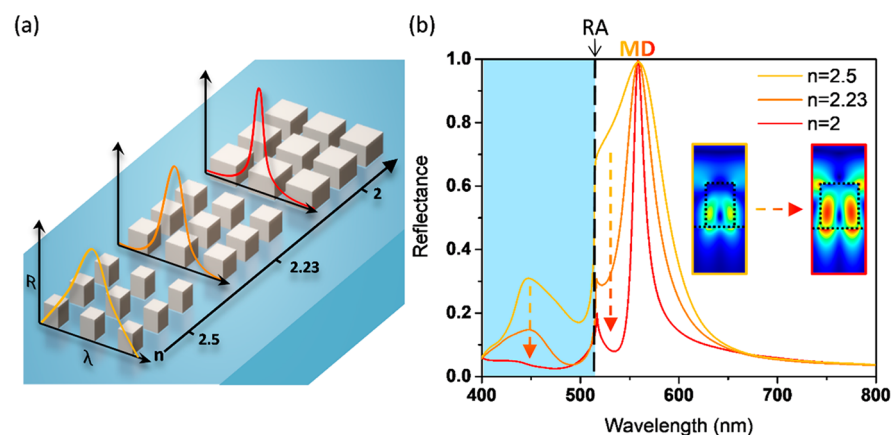 (a)
R
λ
n
2.5
2.23
2
(b)
RA
MD
1.0
0.8
0.6
0.4
0.2
0.0
Reflectance
400
500
600
700
800
Wavelength (nm)
n=2.5
n=2.23
n=2